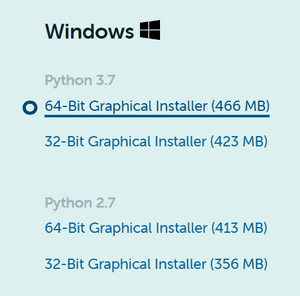 Windows
Python 3.7
64-Bit Graphical Installer (466 MB)
32-Bit Graphical Installer (423 MB)
Python 2.7
64-Bit Graphical Installer (413 MB)
32-Bit Graphical Installer (356 MB)